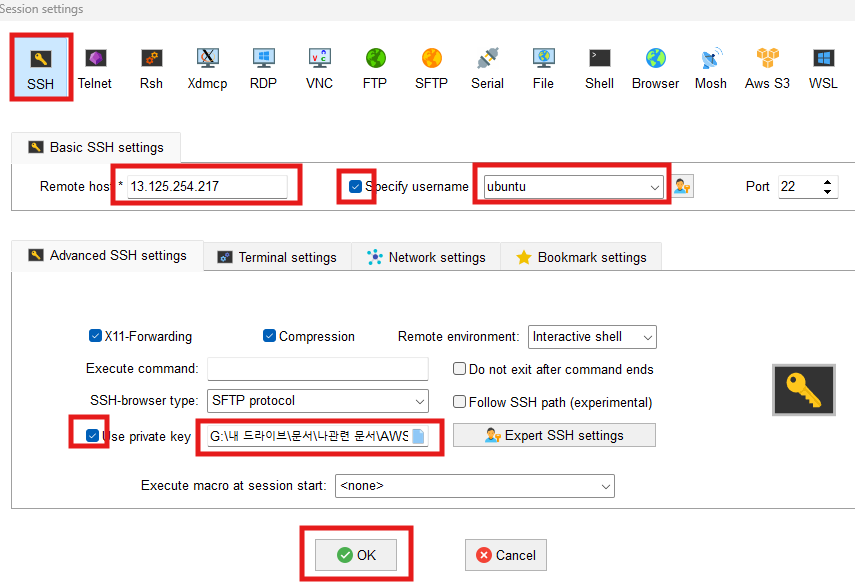 Session settings
SSH Telnet Rsh Xdmcp RDP VNC FTP SFTP Serial File Shell Browser Mosh Aws S3 WSL
Basic SSH settings
Remote host * 13.125.254.217 Specify username ubuntu Port 22
Advanced SSH settings Terminal settings Network settings Bookmark settings
X11-Forwarding Compression Remote environment: Interactive shell
Execute command: Do not exit after command ends
SSH-browser type: SFTP protocol Follow SSH path (experimental)
Use private key G:\내 드라이브\문서\나관련 문서\AWS Expert SSH settings
Execute macro at session start: <none>
OK Cancel